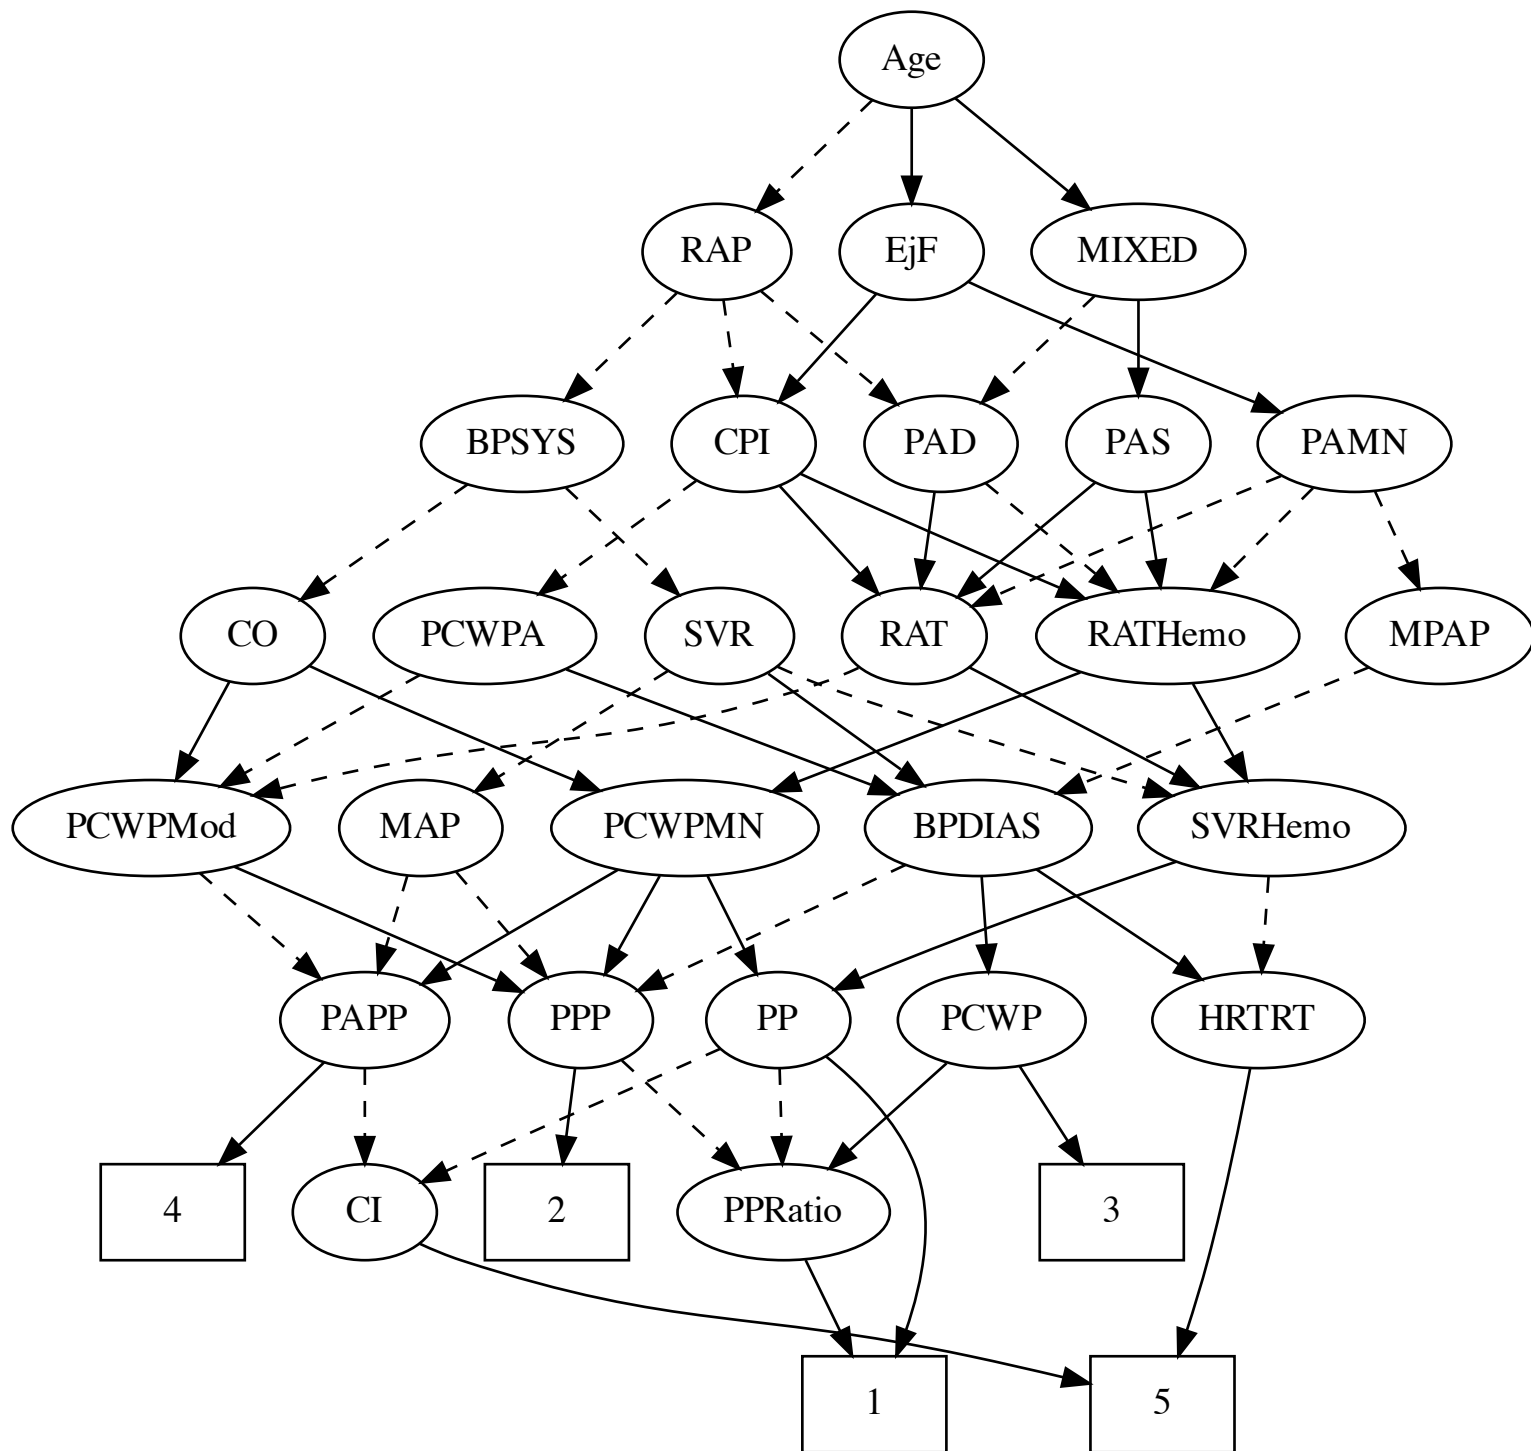 Age
RAP
EjF
MIXED
BPSYS
CPI
PAD
PAS
PAMN
CO
PCWPA
SVR
RAT
RATHemo
MPAP
PCWPMod
MAP
PCWPMN
BPDIAS
SVRHemo
PAPP
PPP
PP
PCWP
HRTRT
4
CI
2
PPRatio
3
1
5